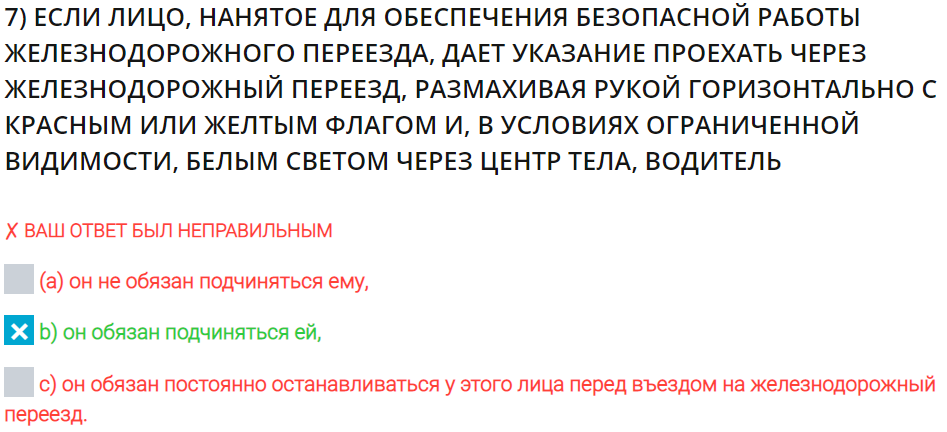 7) ЕСЛИ ЛИЦО, НАНЯТОЕ ДЛЯ ОБЕСПЕЧЕНИЯ БЕЗОПАСНОЙ РАБОТЫ
ЖЕЛЕЗНОДОРОЖНОГО ПЕРЕЕЗДА, ДАЕТ УКАЗАНИЕ ПРОЕХАТЬ ЧЕРЕЗ
ЖЕЛЕЗНОДОРОЖНЫЙ ПЕРЕЕЗД, РАЗМАХИВАЯ РУКОЙ ГОРИЗОНТАЛЬНО С
КРАСНЫМ ИЛИ ЖЕЛТЫМ ФЛАГОМ И, В УСЛОВИЯХ ОГРАНИЧЕННОЙ
ВИДИМОСТИ, БЕЛЫМ СВЕТОМ ЧЕРЕЗ ЦЕНТР ТЕЛА, ВОДИТЕЛЬ
✗ ВАШ ОТВЕТ БЫЛ НЕПРАВИЛЬНЫМ
(a) он не обязан подчиняться ему,
b) он обязан подчиняться ей,
c) он обязан постоянно останавливаться у этого лица перед въездом на железнодорожный
переезд.